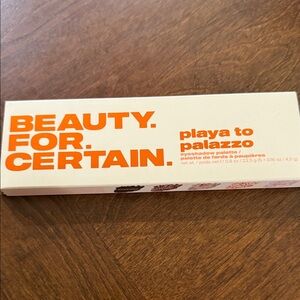 BEAUTY.
FOR.
CERTAIN.
playa to
palazzo
eyeshadow palette /
palette de fards à paupières